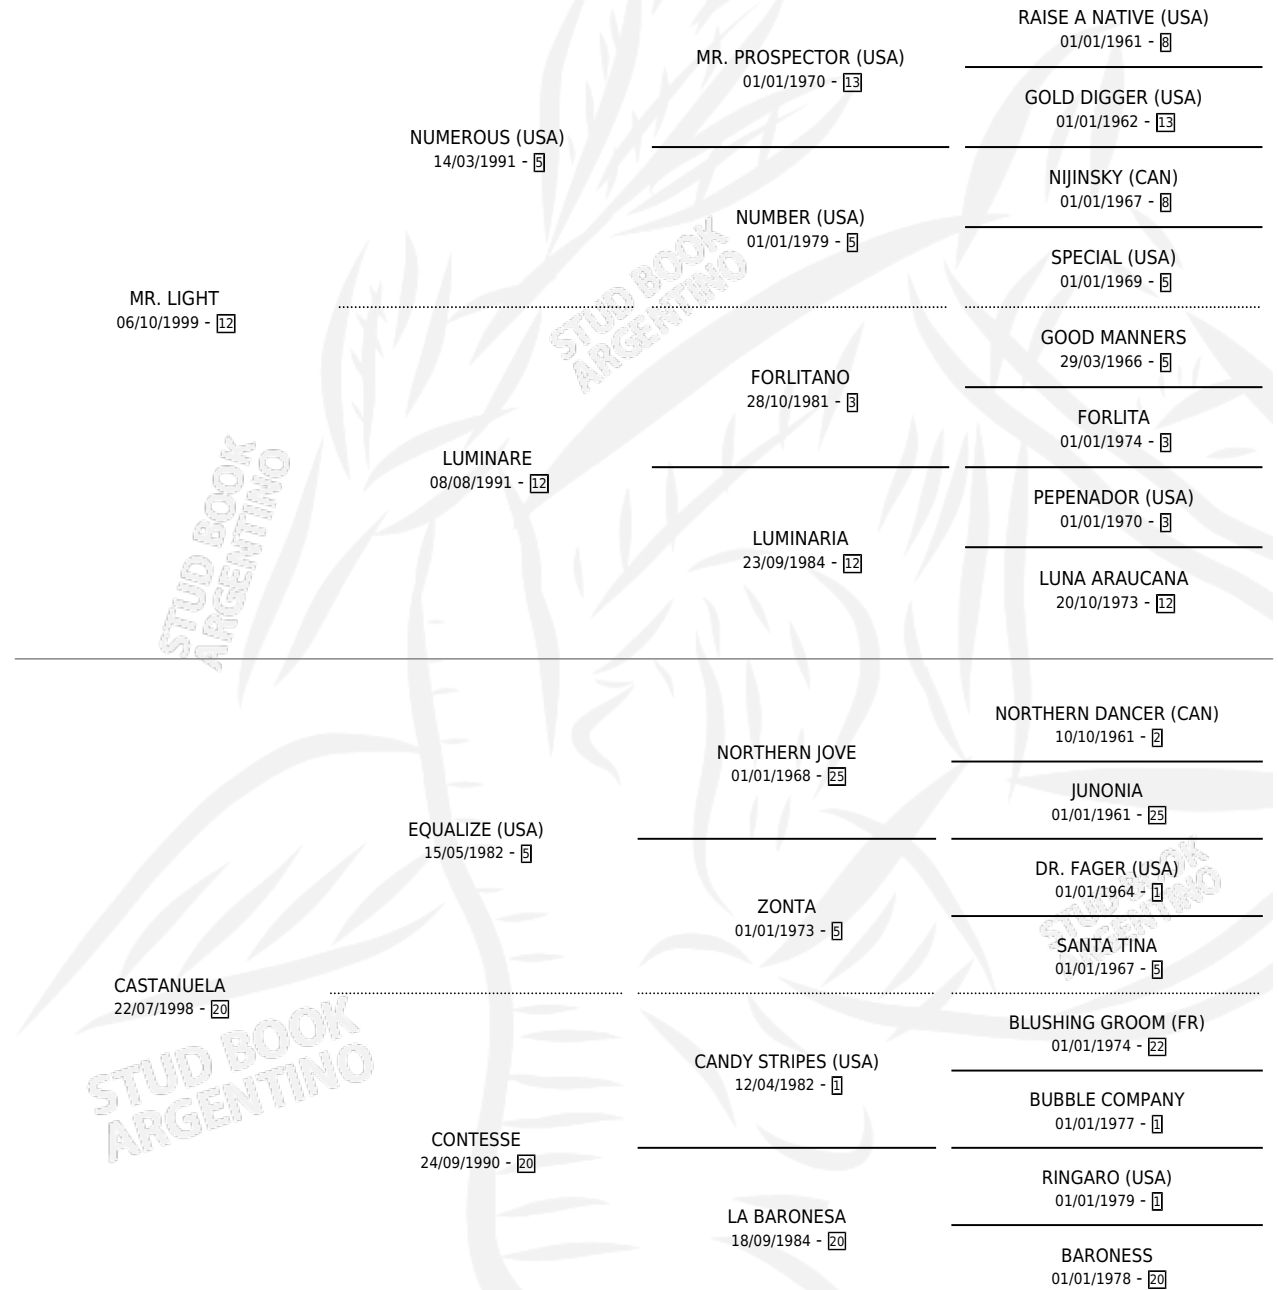 RAISE A NATIVE (USA)
01/01/1961 - 8
MR. PROSPECTOR (USA)
01/01/1970 - 13
GOLD DIGGER (USA)
01/01/1962 - 13
NUMEROUS (USA)
14/03/1991 - 5
NIJINSKY (CAN)
01/01/1967 - 8
NUMBER (USA)
01/01/1979 - 5
SPECIAL (USA)
01/01/1969 - 5
MR. LIGHT
06/10/1999 - 12
GOOD MANNERS
29/03/1966 - 5
FORLITANO
28/10/1981 - 3
FORLITA
01/01/1974 - 3
LUMINARE
08/08/1991 - 12
PEPENADOR (USA)
01/01/1970 - 3
LUMINARIA
23/09/1984 - 12
LUNA ARAUCANA
20/10/1973 - 12
STUD BOOK
ARGENTINO
STUD BOOK
ARGENTINO
NORTHERN DANCER (CAN)
10/10/1961 - 2
NORTHERN JOVE
01/01/1968 - 25
JUNONIA
01/01/1961 - 25
EQUALIZE (USA)
15/05/1982 - 5
DR. FAGER (USA)
01/01/1964 - 1
ZONTA
01/01/1973 - 5
SANTA TINA
01/01/1967 - 5
STUD BOOK
ARGENTINO
CASTANUELA
22/07/1998 - 20
BLUSHING GROOM (FR)
01/01/1974 - 22
CANDY STRIPES (USA)
12/04/1982 - 1
BUBBLE COMPANY
01/01/1977 - 1
CONTESSE
24/09/1990 - 20
RINGARO (USA)
01/01/1979 - 1
LA BARONESA
18/09/1984 - 20
BARONESS
01/01/1978 - 20
STUD BOOK
ARGENTINO